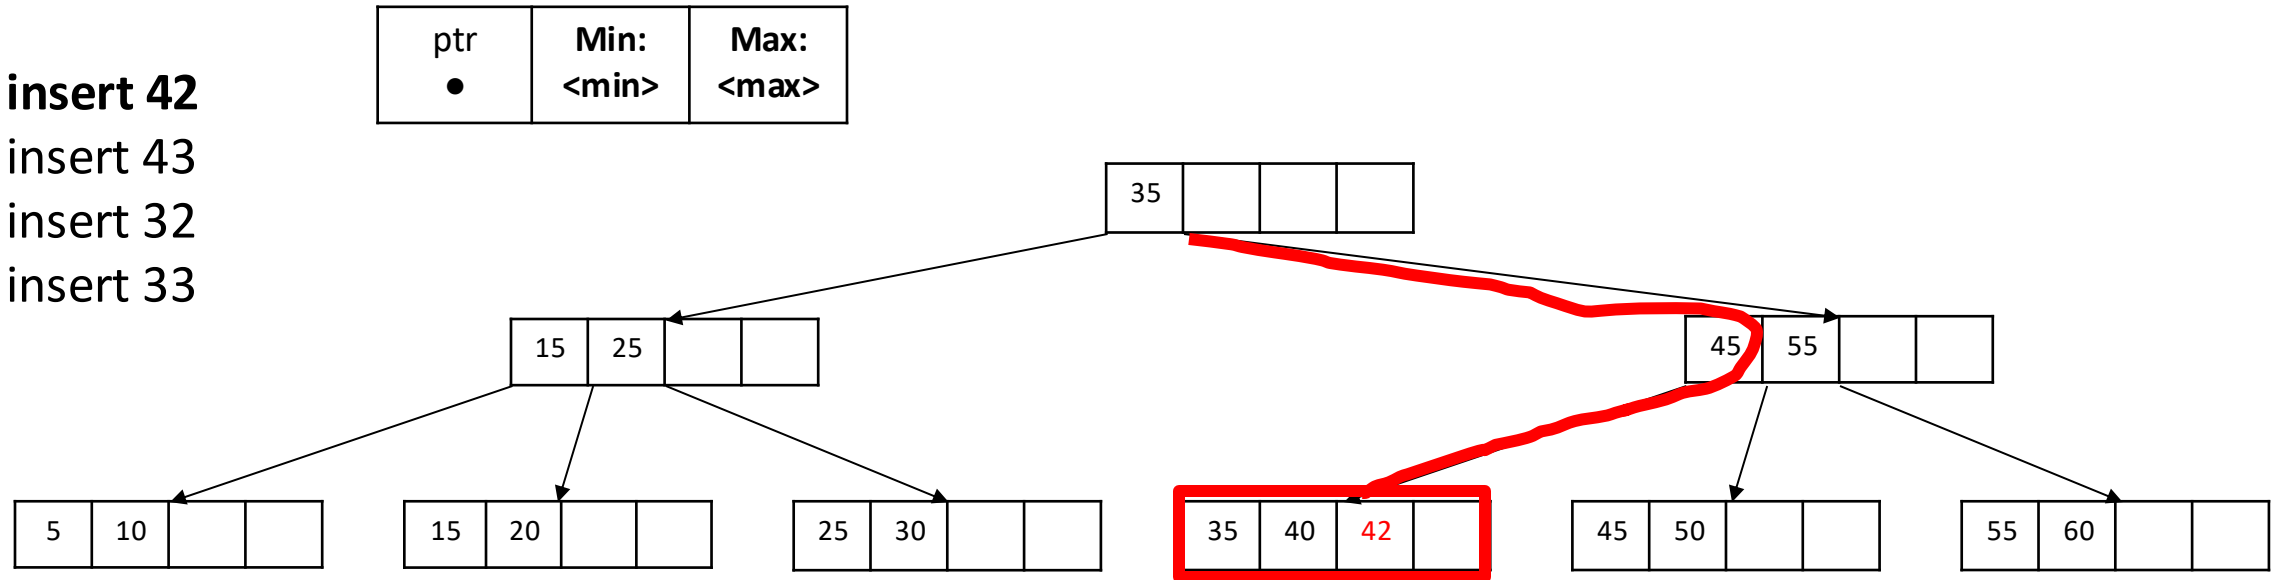 ptr Min: Max:
● <min> <max>
insert 42
insert 43
insert 32
insert 33
35
15 25
45 55
5 10
15 20
25 30
35 40 42
45 50
55 60